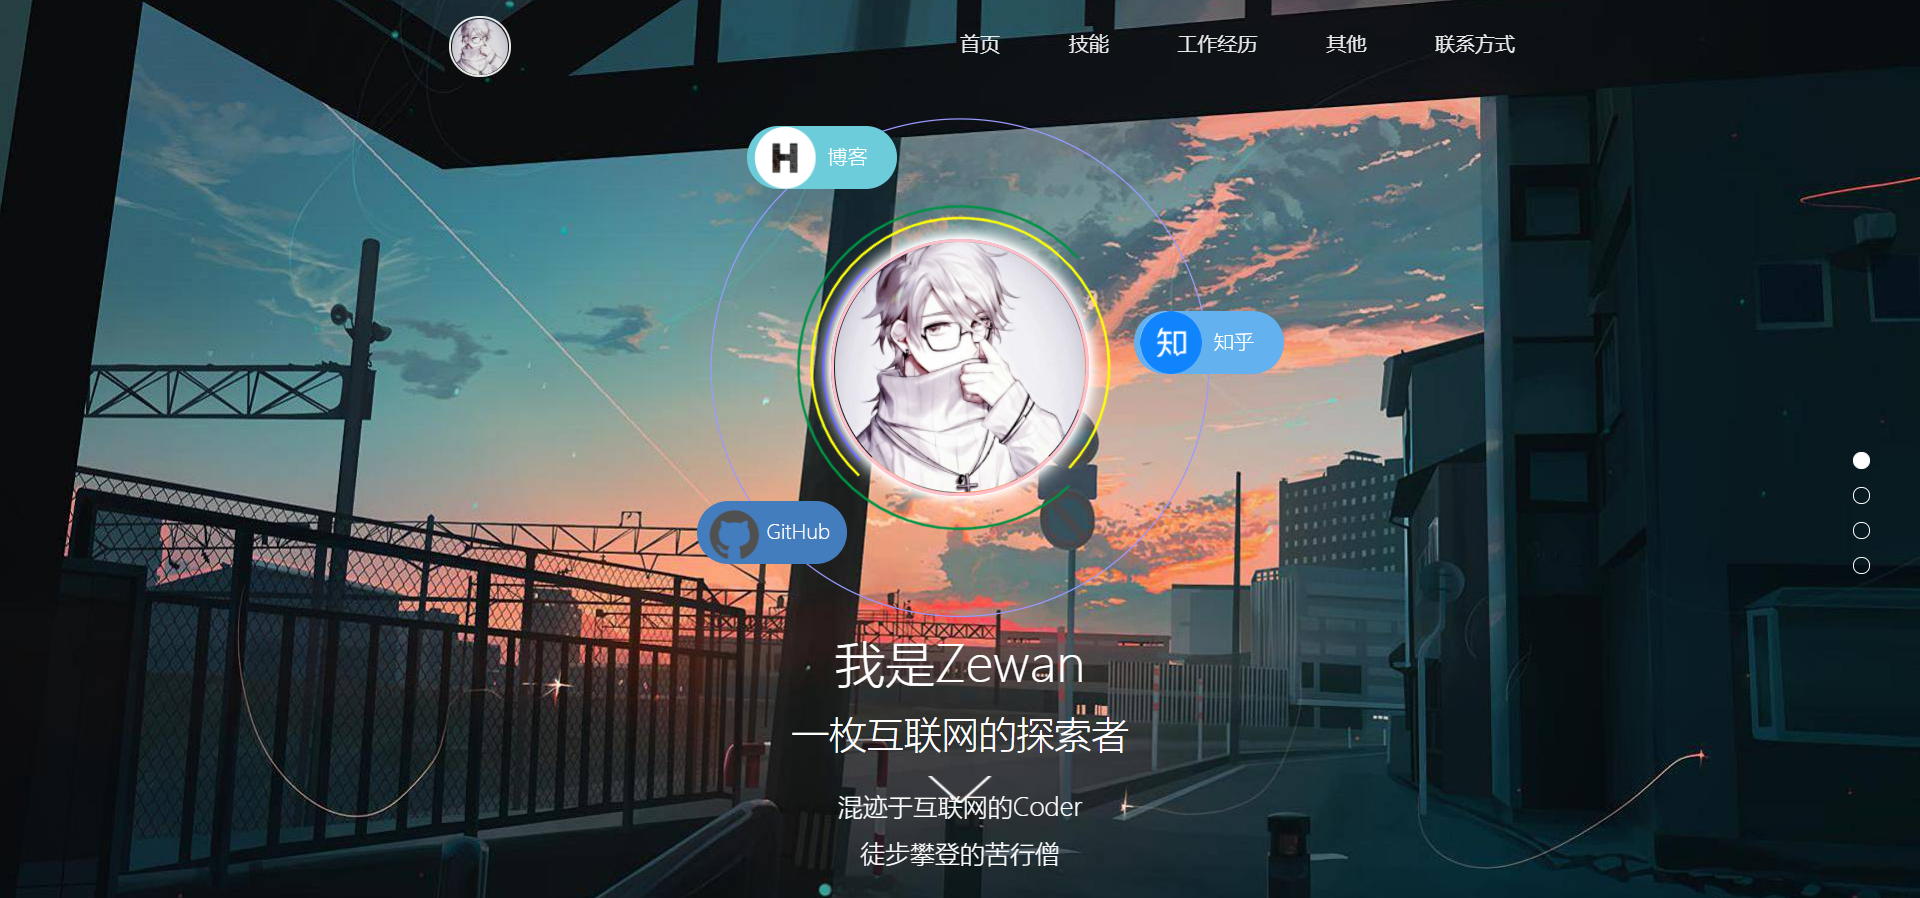 首页 技能 工作经历 其他 联系方式
H 博客
知 知乎
GitHub
我是Zewan
一枚互联网的探索者
混迹于互联网的Coder
徒步攀登的苦行僧